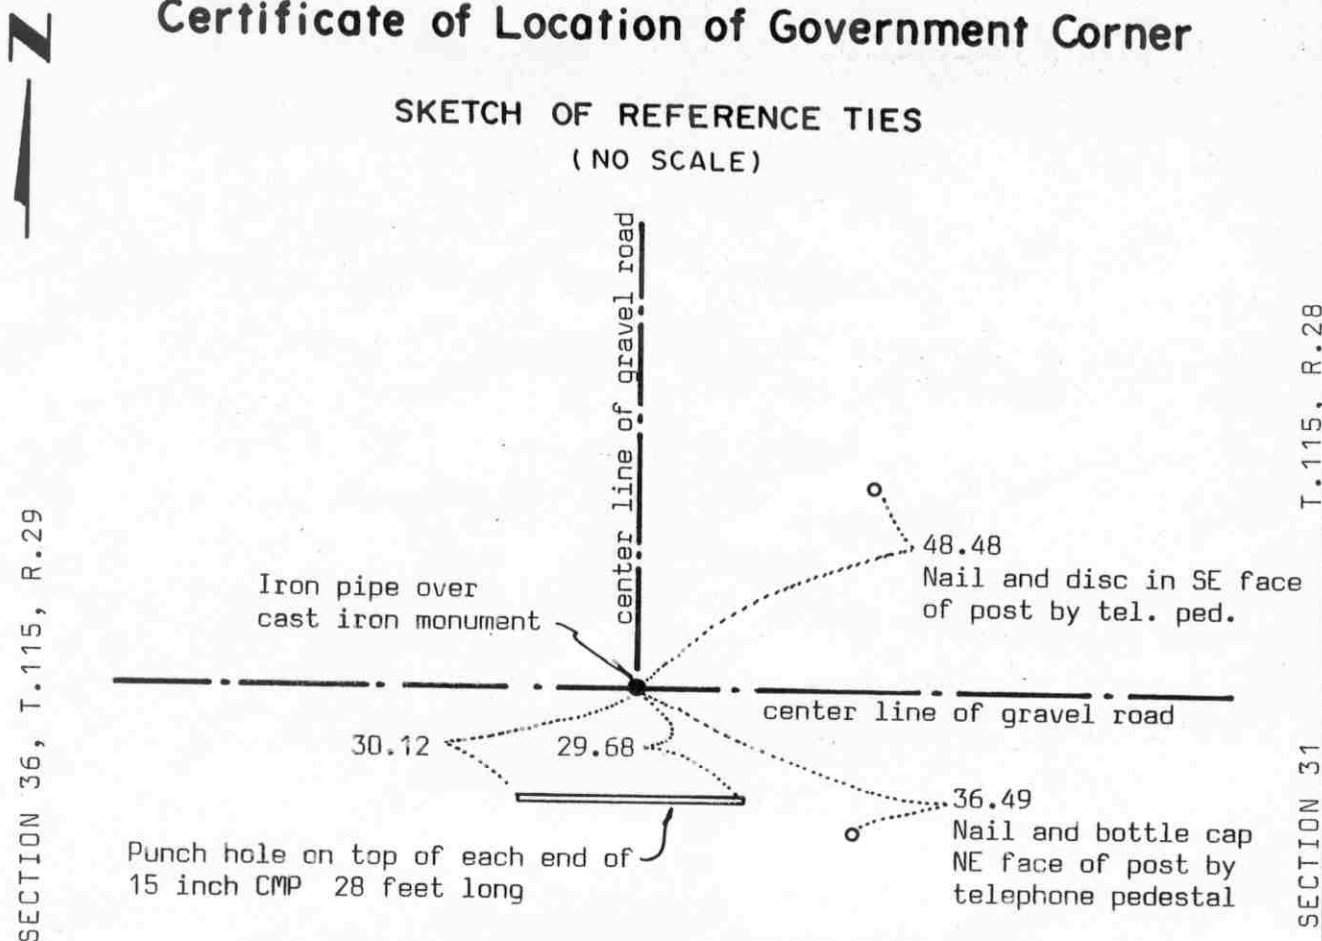 N
Certificate of Location of Government Corner
SKETCH OF REFERENCE TIES
(NO SCALE)
center line of gravel road
T.115, R.28
SECTION 31
SECTION 36, T.115, R.29
48.48
Nail and disc in SE face
of post by tel. ped.
Iron pipe over
cast iron monument
center line of gravel road
30.12
29.68
36.49
Nail and bottle cap
NE face of post by
telephone pedestal
Punch hole on top of each end of
15 inch CMP 28 feet long